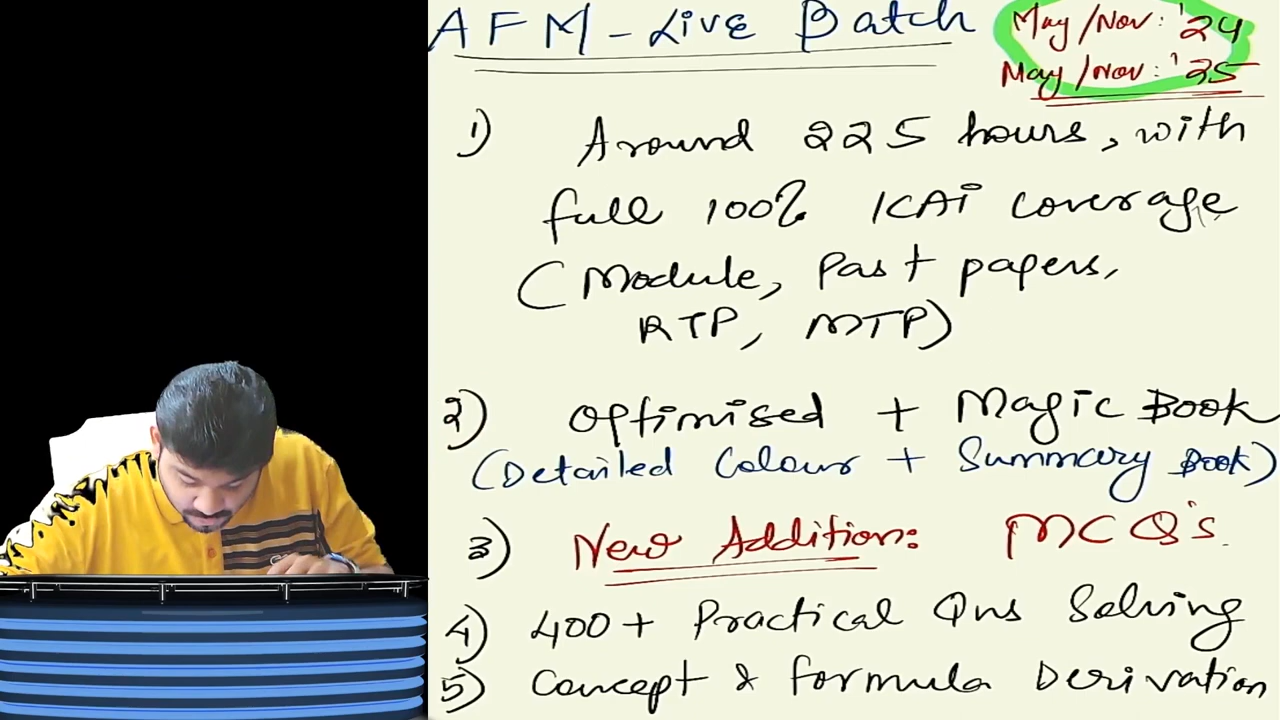 AFM - Live Batch
May/Nov: '24
May/Nov: '25
1) Around 225 hours, with
full 100% ICAI coverage
(Module, Past papers,
RTP, MTP)
2) Optimised + Magic Book
(Detailed Colour + Summary Book)
3) New Addition: MCQ's.
4) 400+ Practical Qns Solving
5) Concept & formula Derivation